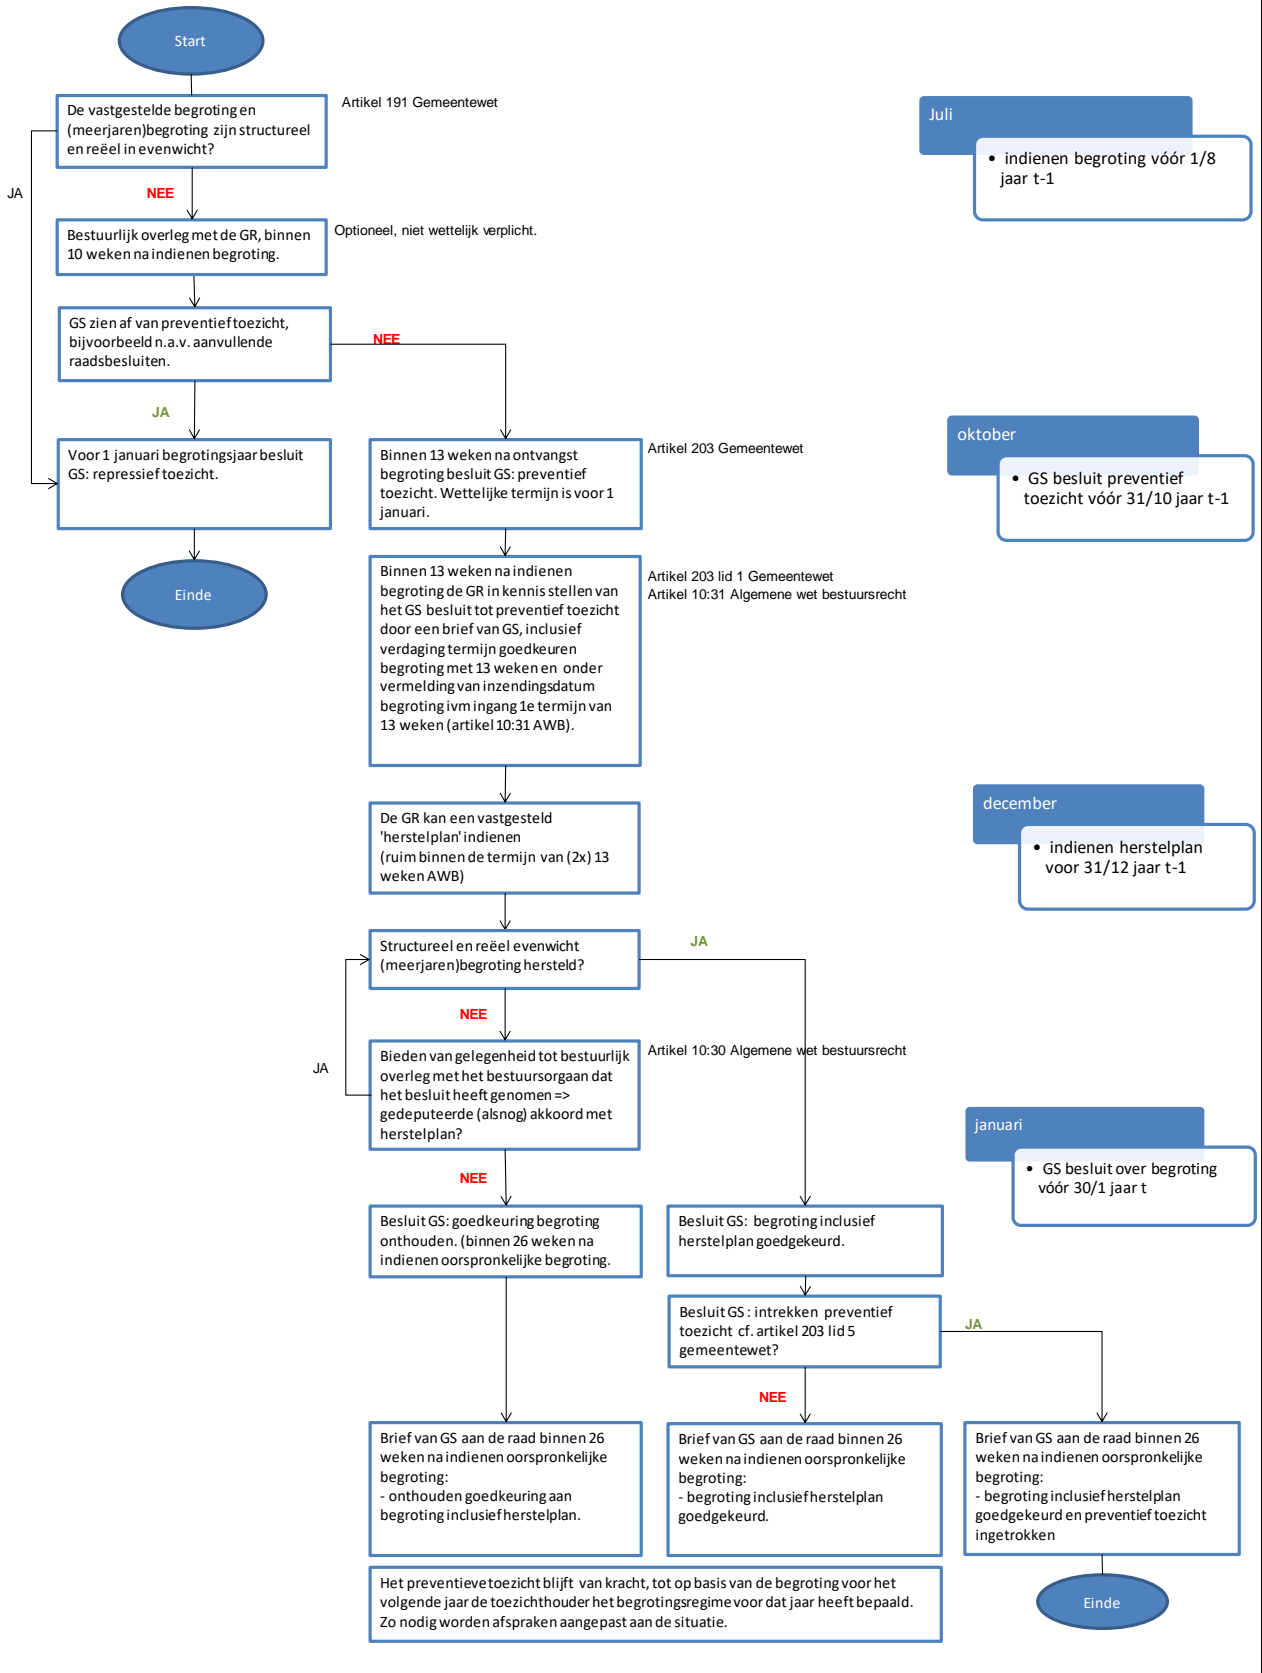 Start
De vastgestelde begroting en
(meerjaren)begroting zijn structureel
en reëel in evenwicht?
Artikel 191 Gemeentewet
Juli
• indienen begroting vóór 1/8
jaar t-1
JA
NEE
Bestuurlijk overleg met de GR, binnen
10 weken na indienen begroting.
Optioneel, niet wettelijk verplicht.
GS zien af van preventief toezicht,
bijvoorbeeld n.a.v. aanvullende
raadsbesluiten.
NEE
JA
Voor 1 januari begrotingsjaar besluit
GS: repressief toezicht.
Einde
Binnen 13 weken na ontvangst
begroting besluit GS: preventief
toezicht. Wettelijke termijn is voor 1
januari.
Artikel 203 Gemeentewet
oktober
• GS besluit preventief
toezicht vóór 31/10 jaar t-1
Binnen 13 weken na indienen
begroting de GR in kennis stellen van
het GS besluit tot preventief toezicht
door een brief van GS, inclusief
verdaging termijn goedkeuren
begroting met 13 weken en onder
vermelding van inzendingsdatum
begroting ivm ingang 1e termijn van
13 weken (artikel 10:31 AWB).
Artikel 203 lid 1 Gemeentewet
Artikel 10:31 Algemene wet bestuursrecht
De GR kan een vastgesteld
'herstelplan' indienen
(ruim binnen de termijn van (2x) 13
weken AWB)
december
• indienen herstelplan
voor 31/12 jaar t-1
Structureel en reëel evenwicht
(meerjaren)begroting hersteld?
JA
NEE
Bieden van gelegenheid tot bestuurlijk
overleg met het bestuursorgaan dat
het besluit heeft genomen =>
gedeputeerde (alsnog) akkoord met
herstelplan?
Artikel 10:30 Algemene wet bestuursrecht
JA
januari
• GS besluit over begroting
vóór 30/1 jaar t
NEE
Besluit GS: goedkeuring begroting
onthouden. (binnen 26 weken na
indienen oorspronkelijke begroting.
Besluit GS: begroting inclusief
herstelplan goedgekeurd.
Besluit GS : intrekken preventief
toezicht cf. artikel 203 lid 5
gemeentewet?
JA
NEE
Brief van GS aan de raad binnen 26
weken na indienen oorspronkelijke
begroting:
- onthouden goedkeuring aan
begroting inclusief herstelplan.
Brief van GS aan de raad binnen 26
weken na indienen oorspronkelijke
begroting:
- begroting inclusief herstelplan
goedgekeurd.
Brief van GS aan de raad binnen 26
weken na indienen oorspronkelijke
begroting:
- begroting inclusief herstelplan
goedgekeurd en preventief toezicht
ingetrokken
Het preventieve toezicht blijft van kracht, tot op basis van de begroting voor het
volgende jaar de toezichthouder het begrotingsregime voor dat jaar heeft bepaald.
Zo nodig worden afspraken aangepast aan de situatie.
Einde